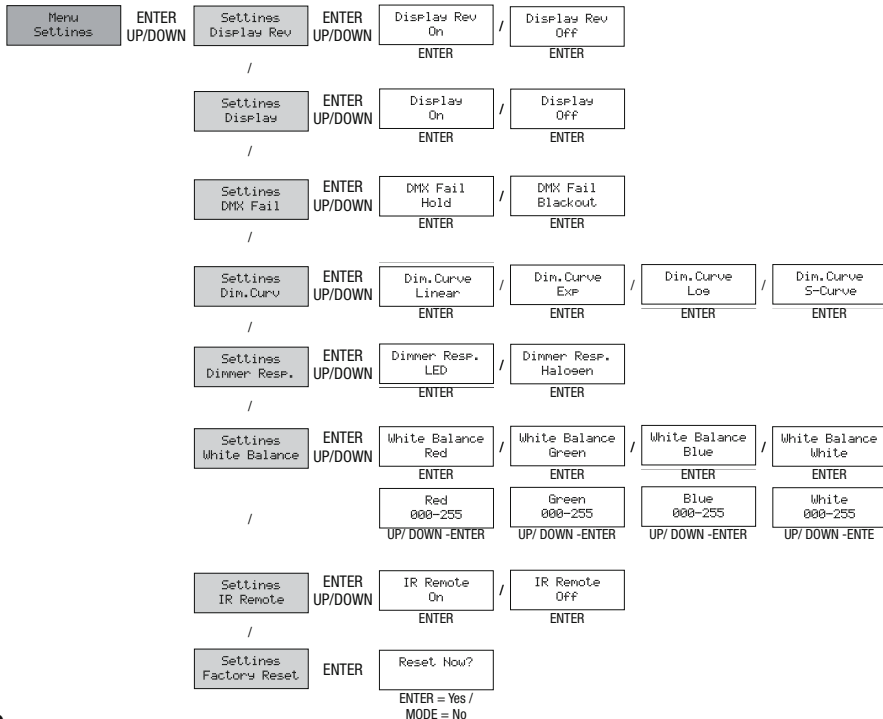 Menu
Settings
ENTER
UP/DOWN
Settings
Display Rev
ENTER
UP/DOWN
Display Rev
On
ENTER
/
Display Rev
Off
ENTER
/
Settings
Display
ENTER
UP/DOWN
Display
On
ENTER
/
Display
Off
ENTER
/
Settings
DMX Fail
ENTER
UP/DOWN
DMX Fail
Hold
ENTER
/
DMX Fail
Blackout
ENTER
/
Settings
Dim.Curv
ENTER
UP/DOWN
Dim.Curve
Linear
ENTER
/
Dim.Curve
Exp
ENTER
/
Dim.Curve
Log
ENTER
/
Dim.Curve
S-Curve
ENTER
/
Settings
Dimmer Resp.
ENTER
UP/DOWN
Dimmer Resp.
LED
ENTER
/
Dimmer Resp.
Halogen
ENTER
/
Settings
White Balance
ENTER
UP/DOWN
White Balance
Red
ENTER
/
White Balance
Green
ENTER
/
White Balance
Blue
ENTER
/
White Balance
White
ENTER
/
Red
000-255
UP/ DOWN -ENTER
Green
000-255
UP/ DOWN -ENTER
Blue
000-255
UP/ DOWN -ENTER
White
000-255
UP/ DOWN -ENTE
Settings
IR Remote
ENTER
UP/DOWN
IR Remote
On
ENTER
/
IR Remote
Off
ENTER
/
Settings
Factory Reset
ENTER
Reset Now?
ENTER = Yes /
MODE = No